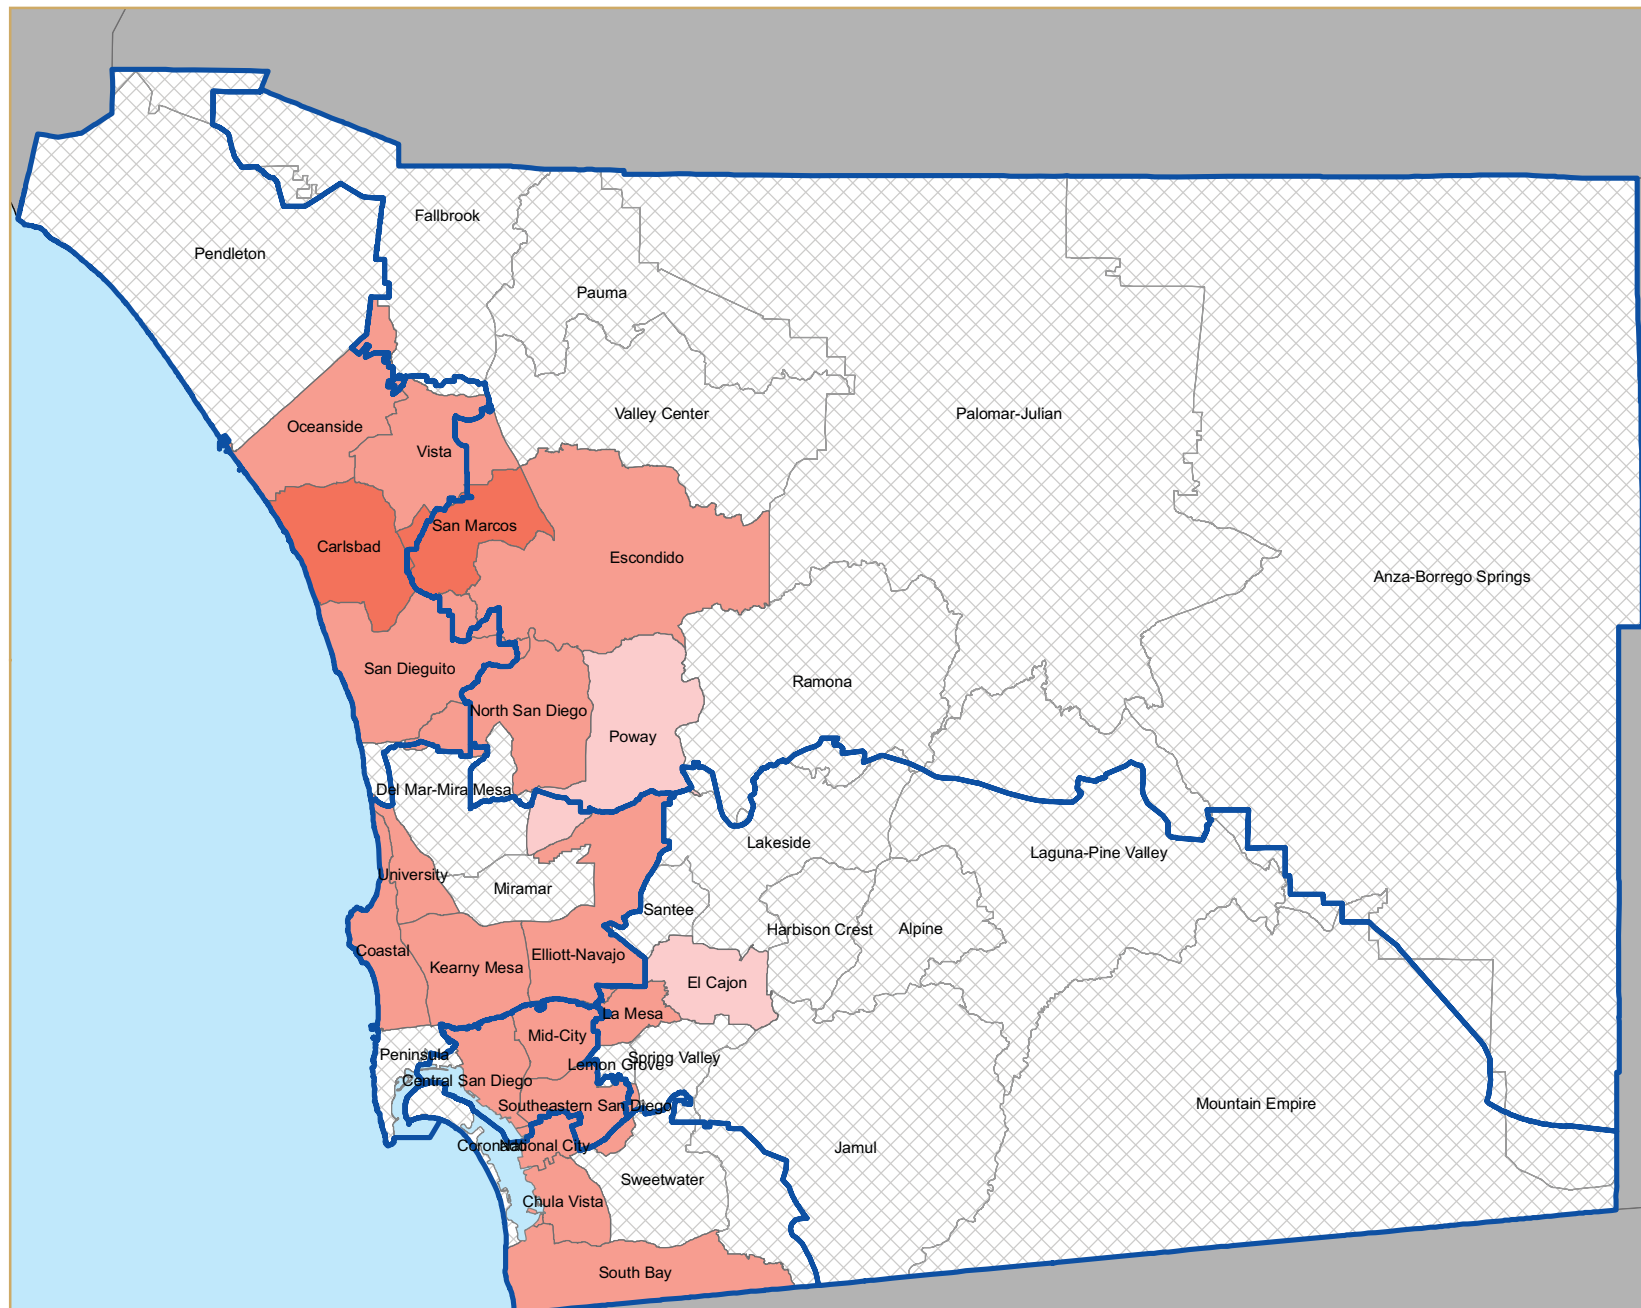 Fallbrook
Pendleton
Pauma
Valley Center
Palomar-Julian
Oceanside
Vista
San Marcos
Carlsbad
Escondido
Anza-Borrego Springs
San Dieguito
Ramona
North San Diego
Poway
Del Mar-Mira Mesa
Lakeside
Laguna-Pine Valley
University
Miramar
Santee
Harbison Crest
Alpine
Coastal
Elliott-Navajo
Kearny Mesa
El Cajon
La Mesa
Mid-City
Peninsula
Spring Valley
Lemon Grove
Central San Diego
Southeastern San Diego
Mountain Empire
Coronado
National City
Jamul
Sweetwater
Chula Vista
South Bay